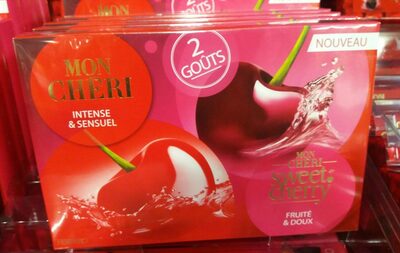 MON
CHÉRI
INTENSE
& SENSUEL
2
GOÛTS
NOUVEAU
MON
CHÉRI
sweet
cherry
FRUITÉ
& DOUX